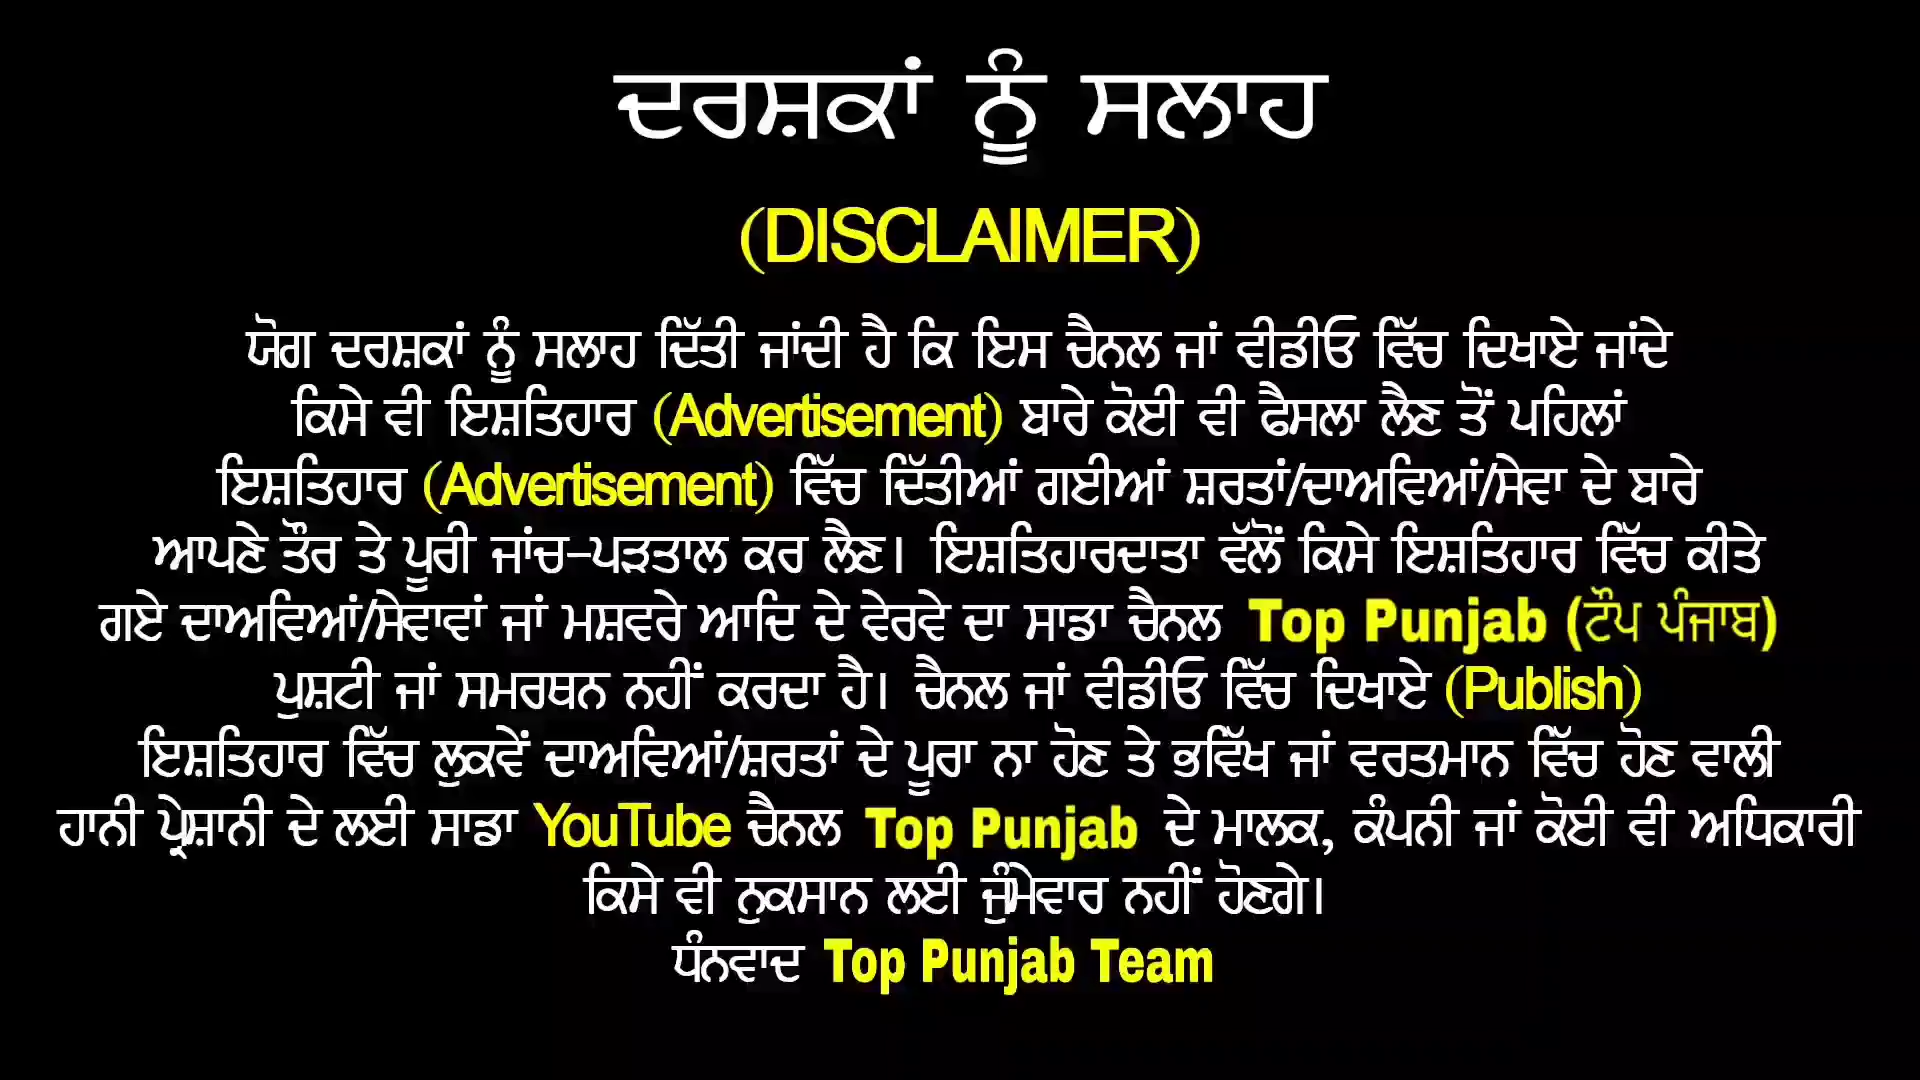 ਦਰਸ਼ਕਾਂ ਨੂੰ ਸਲਾਹ
(DISCLAIMER)
ਯੋਗ ਦਰਸ਼ਕਾਂ ਨੂੰ ਸਲਾਹ ਦਿੱਤੀ ਜਾਂਦੀ ਹੈ ਕਿ ਇਸ ਚੈਨਲ ਜਾਂ ਵੀਡੀਓ ਵਿੱਚ ਦਿਖਾਏ ਜਾਂਦੇ
ਕਿਸੇ ਵੀ ਇਸ਼ਤਿਹਾਰ (Advertisement) ਬਾਰੇ ਕੋਈ ਵੀ ਫੈਸਲਾ ਲੈਣ ਤੋਂ ਪਹਿਲਾਂ
ਇਸ਼ਤਿਹਾਰ (Advertisement) ਵਿੱਚ ਦਿੱਤੀਆਂ ਗਈਆਂ ਸ਼ਰਤਾਂ/ਦਾਅਵਿਆਂ/ਸੇਵਾ ਦੇ ਬਾਰੇ
ਆਪਣੇ ਤੌਰ ਤੇ ਪੂਰੀ ਜਾਂਚ-ਪੜਤਾਲ ਕਰ ਲੈਣ। ਇਸ਼ਤਿਹਾਰਦਾਤਾ ਵੱਲੋਂ ਕਿਸੇ ਇਸ਼ਤਿਹਾਰ ਵਿੱਚ ਕੀਤੇ
ਗਏ ਦਾਅਵਿਆਂ/ਸੇਵਾਵਾਂ ਜਾਂ ਮਸ਼ਵਰੇ ਆਦਿ ਦੇ ਵੇਰਵੇ ਦਾ ਸਾਡਾ ਚੈਨਲ Top Punjab (ਟੌਪ ਪੰਜਾਬ)
ਪੁਸ਼ਟੀ ਜਾਂ ਸਮਰਥਨ ਨਹੀਂ ਕਰਦਾ ਹੈ। ਚੈਨਲ ਜਾਂ ਵੀਡੀਓ ਵਿੱਚ ਦਿਖਾਏ (Publish)
ਇਸ਼ਤਿਹਾਰ ਵਿੱਚ ਲੁਕਵੇਂ ਦਾਅਵਿਆਂ/ਸ਼ਰਤਾਂ ਦੇ ਪੂਰਾ ਨਾ ਹੋਣ ਤੇ ਭਵਿੱਖ ਜਾਂ ਵਰਤਮਾਨ ਵਿੱਚ ਹੋਣ ਵਾਲੀ
ਹਾਨੀ ਪ੍ਰੇਸ਼ਾਨੀ ਦੇ ਲਈ ਸਾਡਾ YouTube ਚੈਨਲ Top Punjab ਦੇ ਮਾਲਕ, ਕੰਪਨੀ ਜਾਂ ਕੋਈ ਵੀ ਅਧਿਕਾਰੀ
ਕਿਸੇ ਵੀ ਨੁਕਸਾਨ ਲਈ ਜੁੰਮੇਵਾਰ ਨਹੀਂ ਹੋਣਗੇ।
ਧੰਨਵਾਦ Top Punjab Team